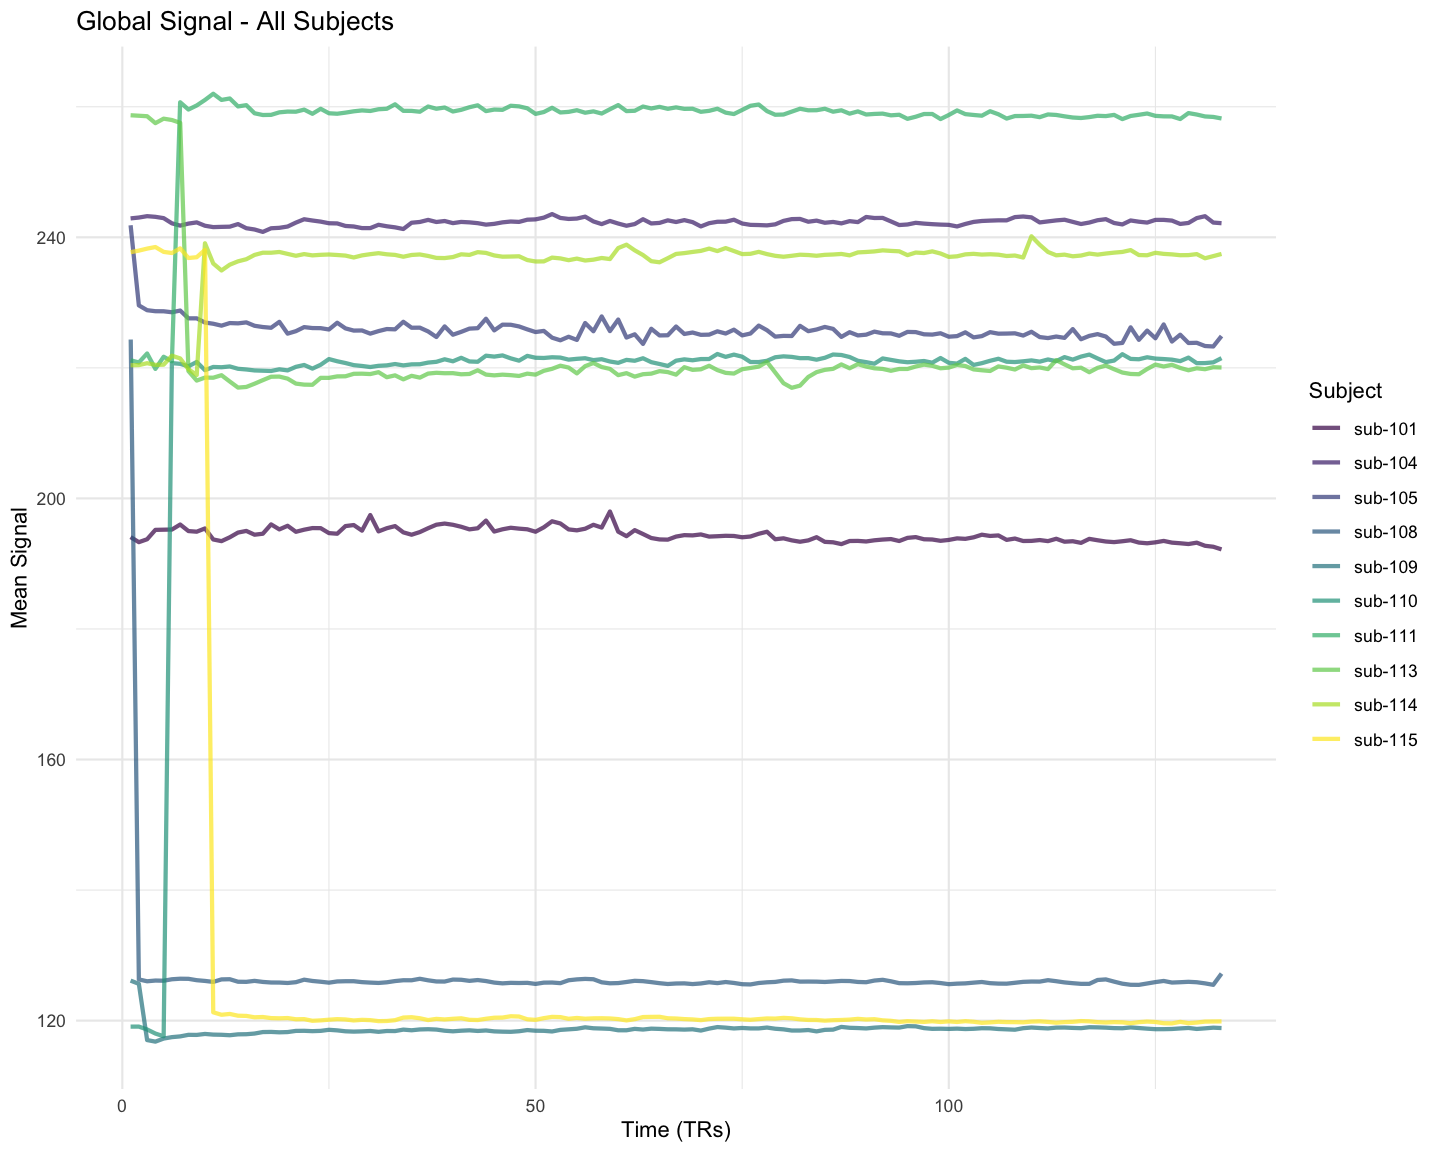 Global Signal - All Subjects
Mean Signal
240
200
160
120
0
50
100
Time (TRs)
Subject
sub-101
sub-104
sub-105
sub-108
sub-109
sub-110
sub-111
sub-113
sub-114
sub-115